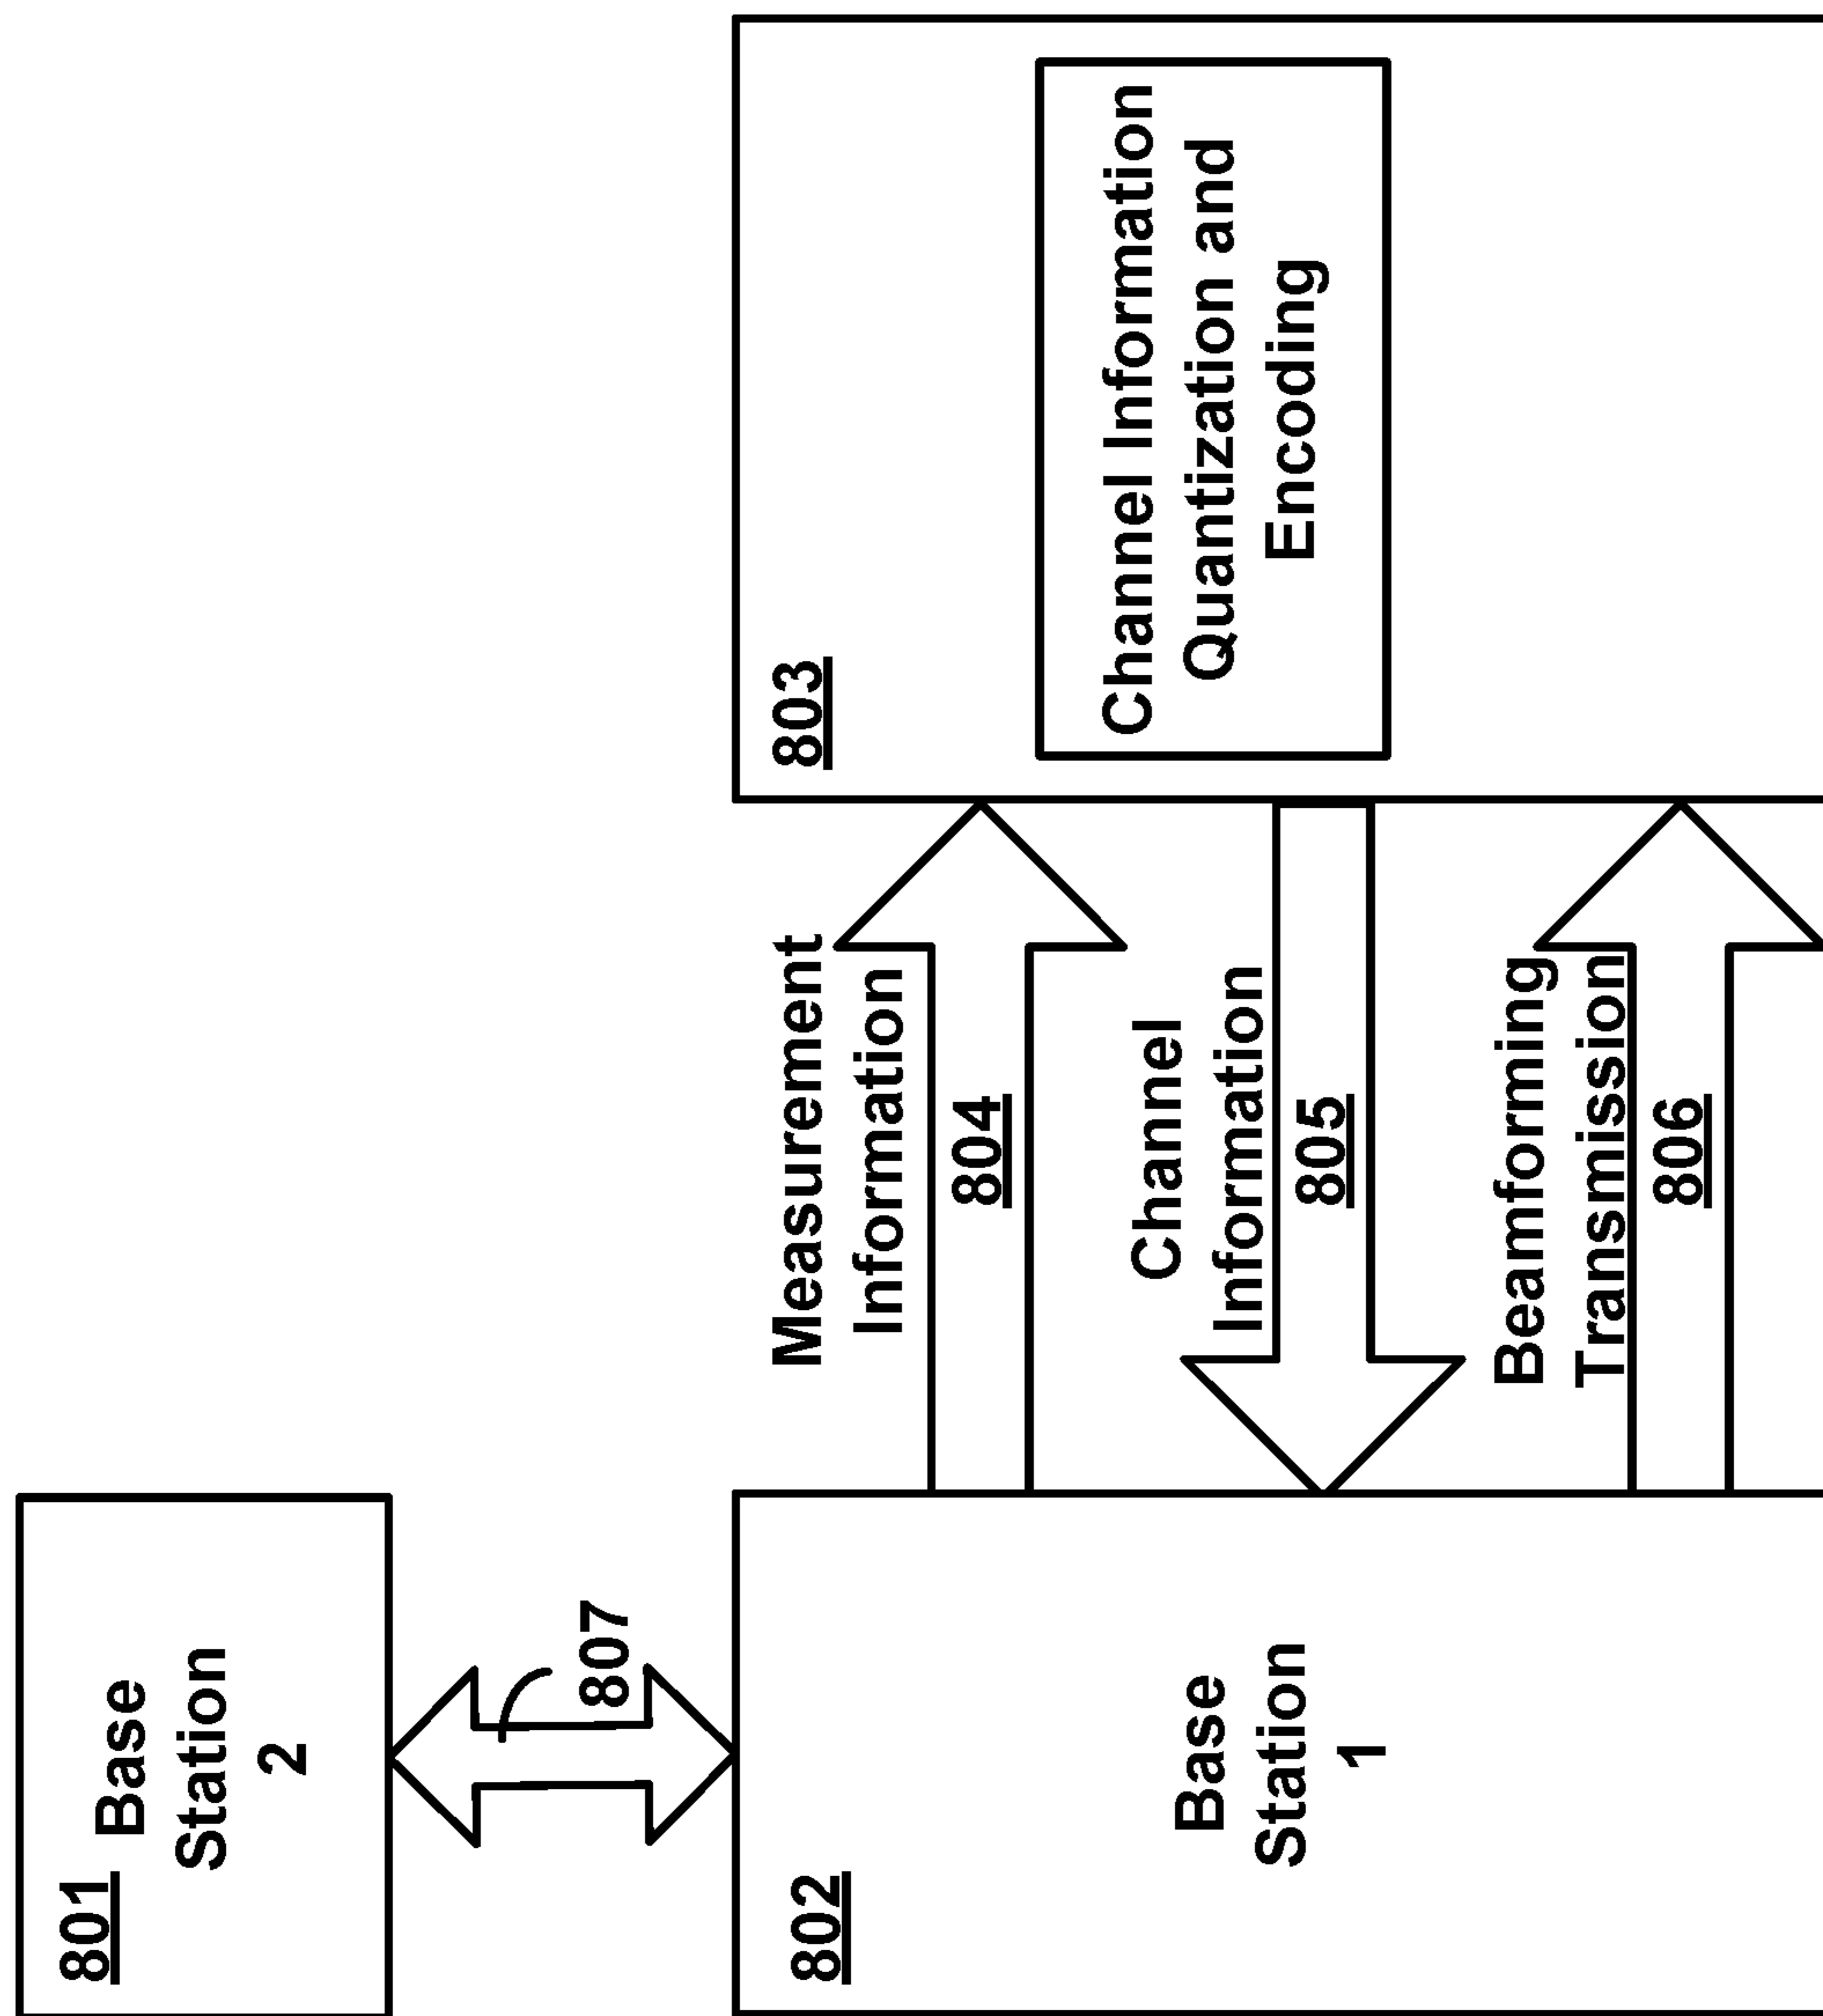 801
Base
Station
2
807
802
Base
Station
1
Measurement
Information
804
Channel
Information
805
Beamforming
Transmission
806
803
Channel Information
Quantization and
Encoding